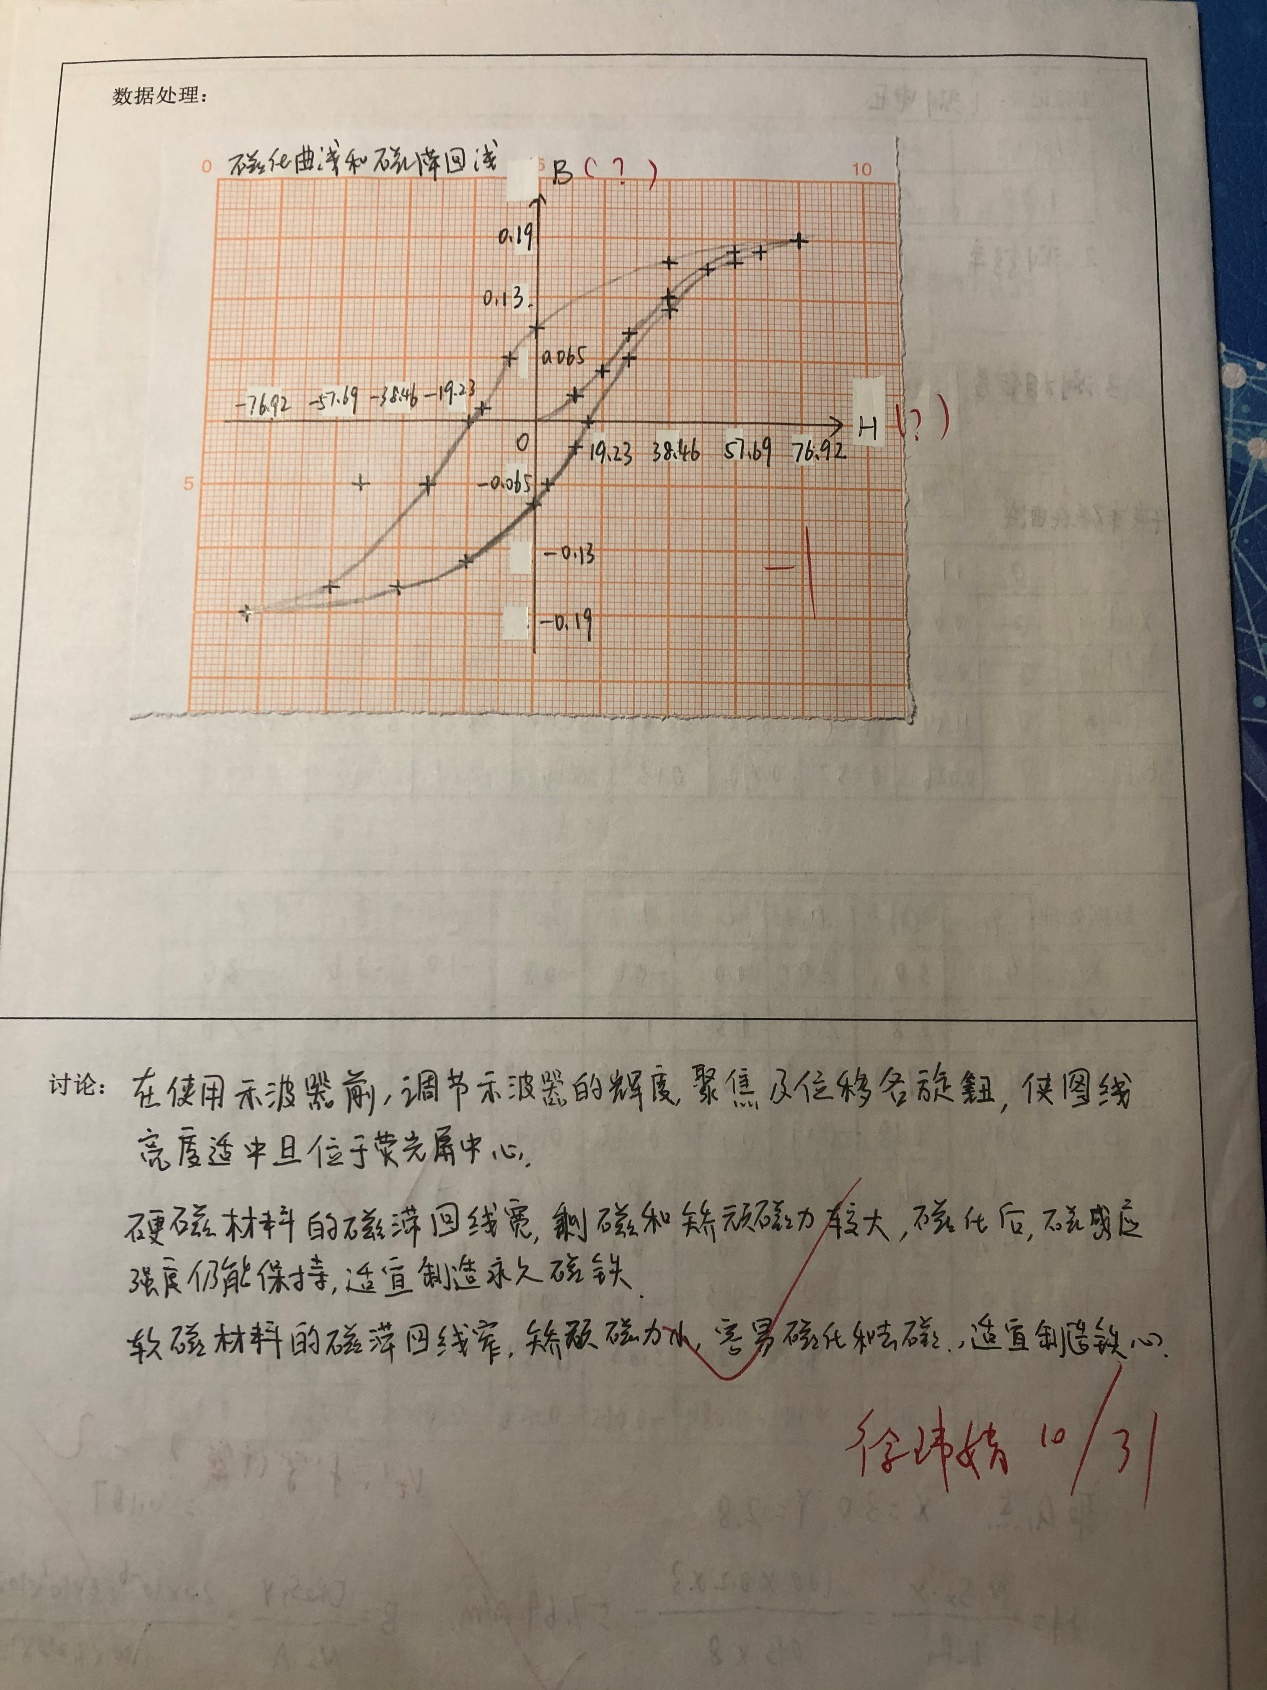 数据处理：
0 磁化曲线和磁滞回线 5 B (?) 10
0.19
0.13
0.065
-76.92 -57.69 -38.46 -19.23
H (?)
0 19.23 38.46 57.69 76.92
5 -0.065
-0.13
-1
-0.19
讨论：在使用示波器前，调节示波器的辉度，聚焦及位移各旋钮，使图线
亮度适中且位于荧光屏中心。
硬磁材料的磁滞回线宽，剩磁和矫顽磁力较大，磁化后，磁感应
强度仍能保持，适宜制造永久磁铁.
软磁材料的磁滞回线窄，矫顽磁力小，容易磁化和去磁，适宜制造铁心.
徐玮婧 10/31